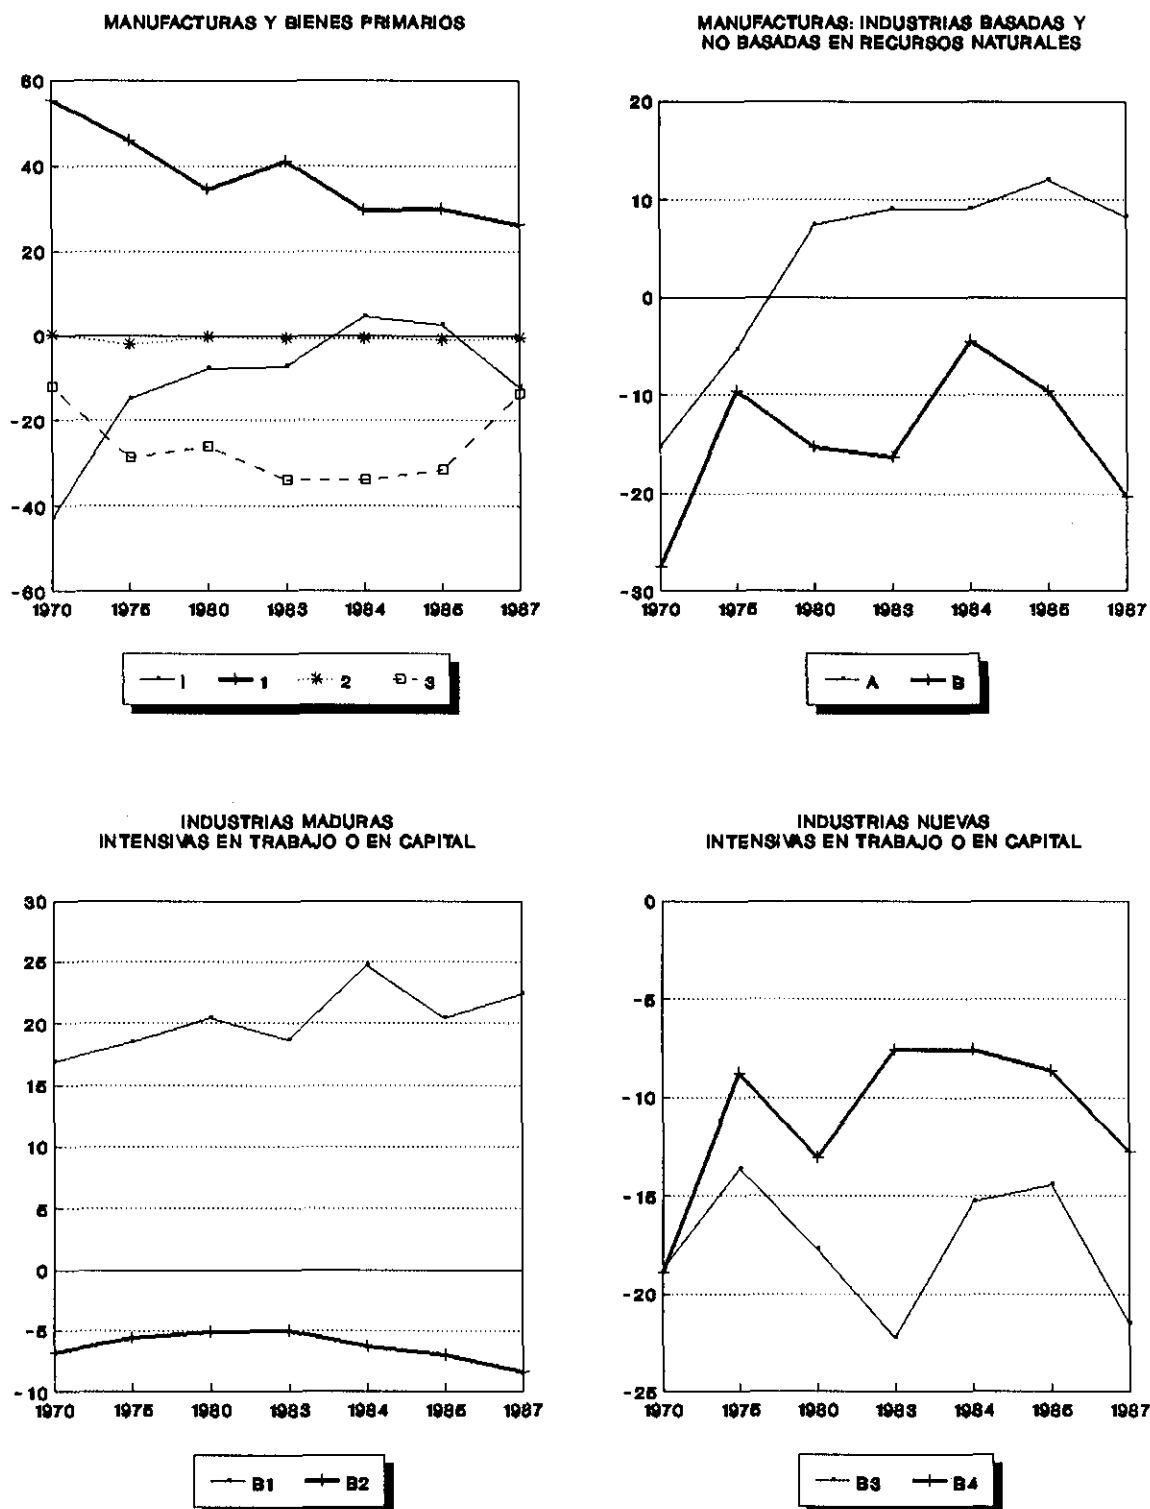 MANUFACTURAS Y BIENES PRIMARIOS
60
40
20
0
-20
-40
-60
1970 1975 1980 1983 1984 1985 1987
I 1 2 3
MANUFACTURAS: INDUSTRIAS BASADAS Y
NO BASADAS EN RECURSOS NATURALES
20
10
0
-10
-20
-30
1970 1975 1980 1983 1984 1985 1987
A B
INDUSTRIAS MADURAS
INTENSIVAS EN TRABAJO O EN CAPITAL
30
25
20
15
10
5
0
-5
-10
1970 1975 1980 1983 1984 1985 1987
B1 B2
INDUSTRIAS NUEVAS
INTENSIVAS EN TRABAJO O EN CAPITAL
0
-5
-10
-15
-20
-25
1970 1975 1980 1983 1984 1985 1987
B3 B4